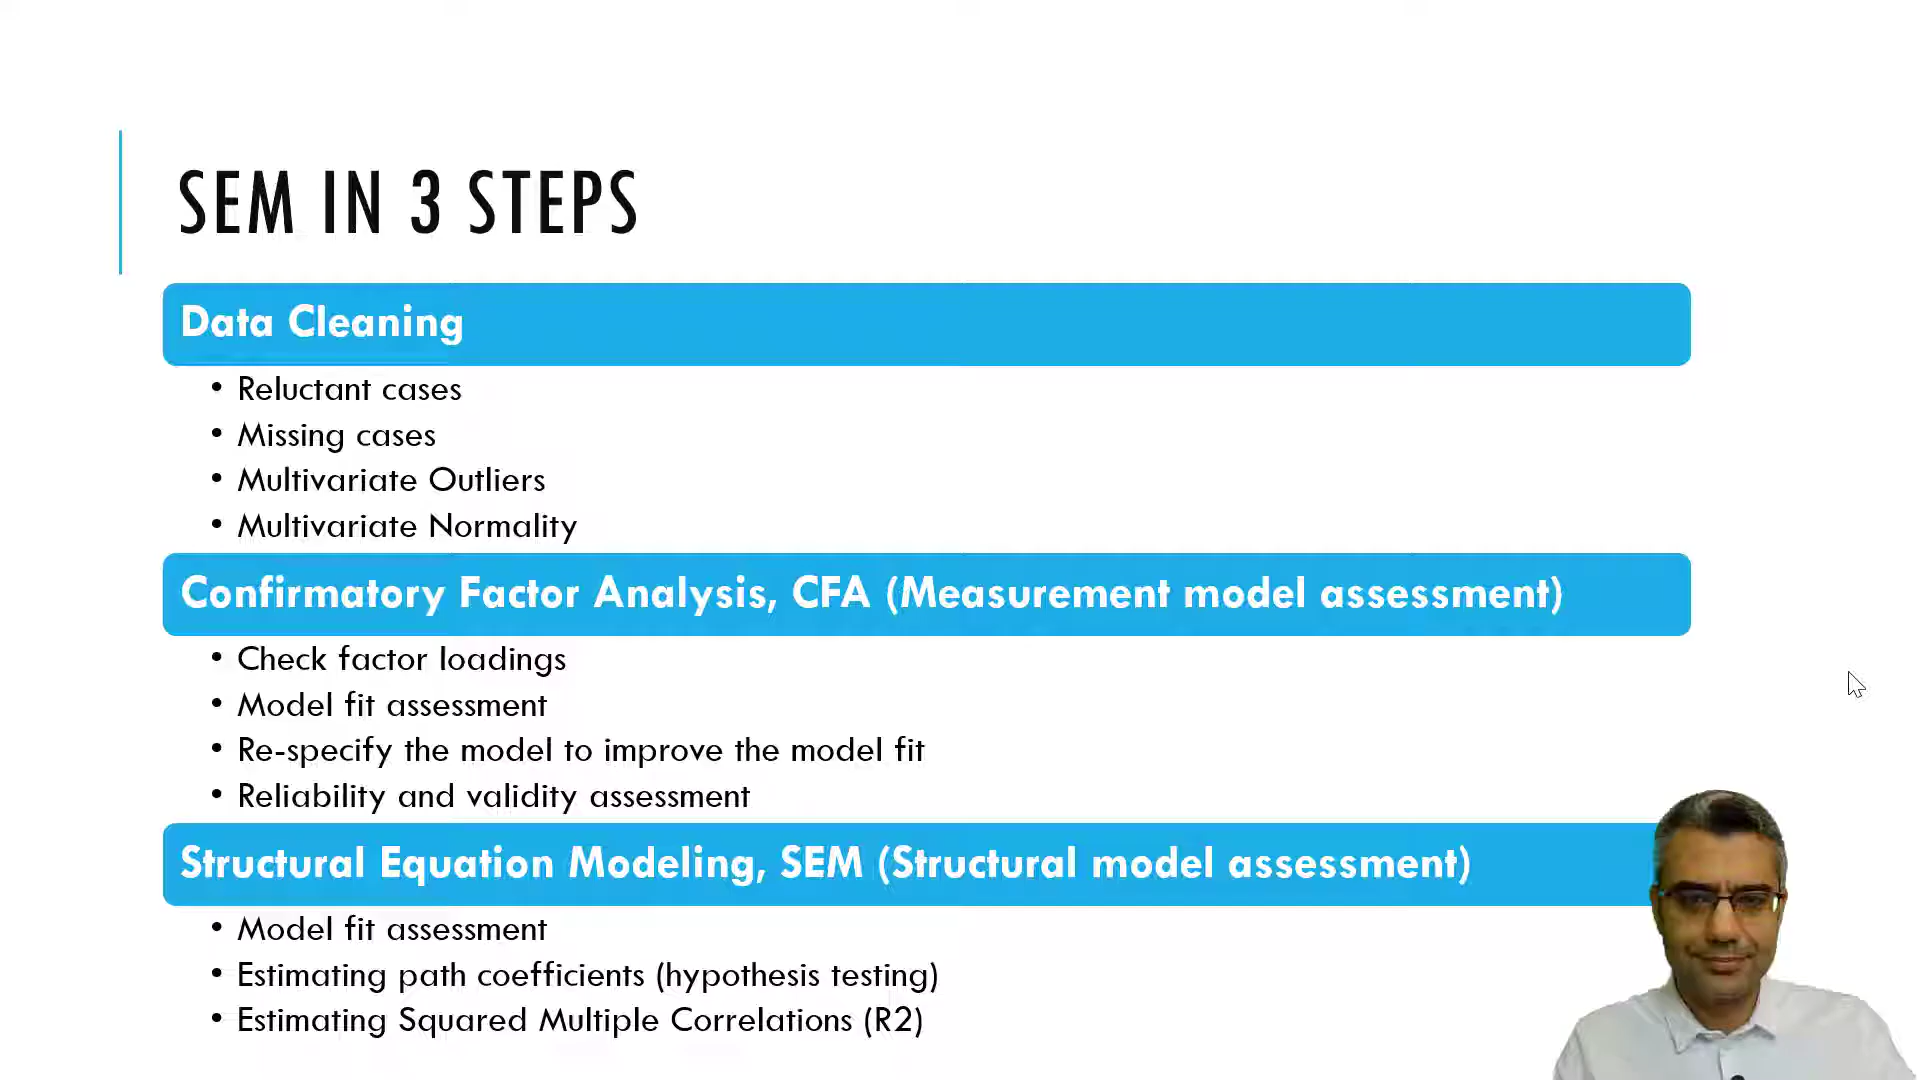 SEM IN 3 STEPS
Data Cleaning
• Reluctant cases
• Missing cases
• Multivariate Outliers
• Multivariate Normality
Confirmatory Factor Analysis, CFA (Measurement model assessment)
• Check factor loadings
• Model fit assessment
• Re-specify the model to improve the model fit
• Reliability and validity assessment
Structural Equation Modeling, SEM (Structural model assessment)
• Model fit assessment
• Estimating path coefficients (hypothesis testing)
• Estimating Squared Multiple Correlations (R2)